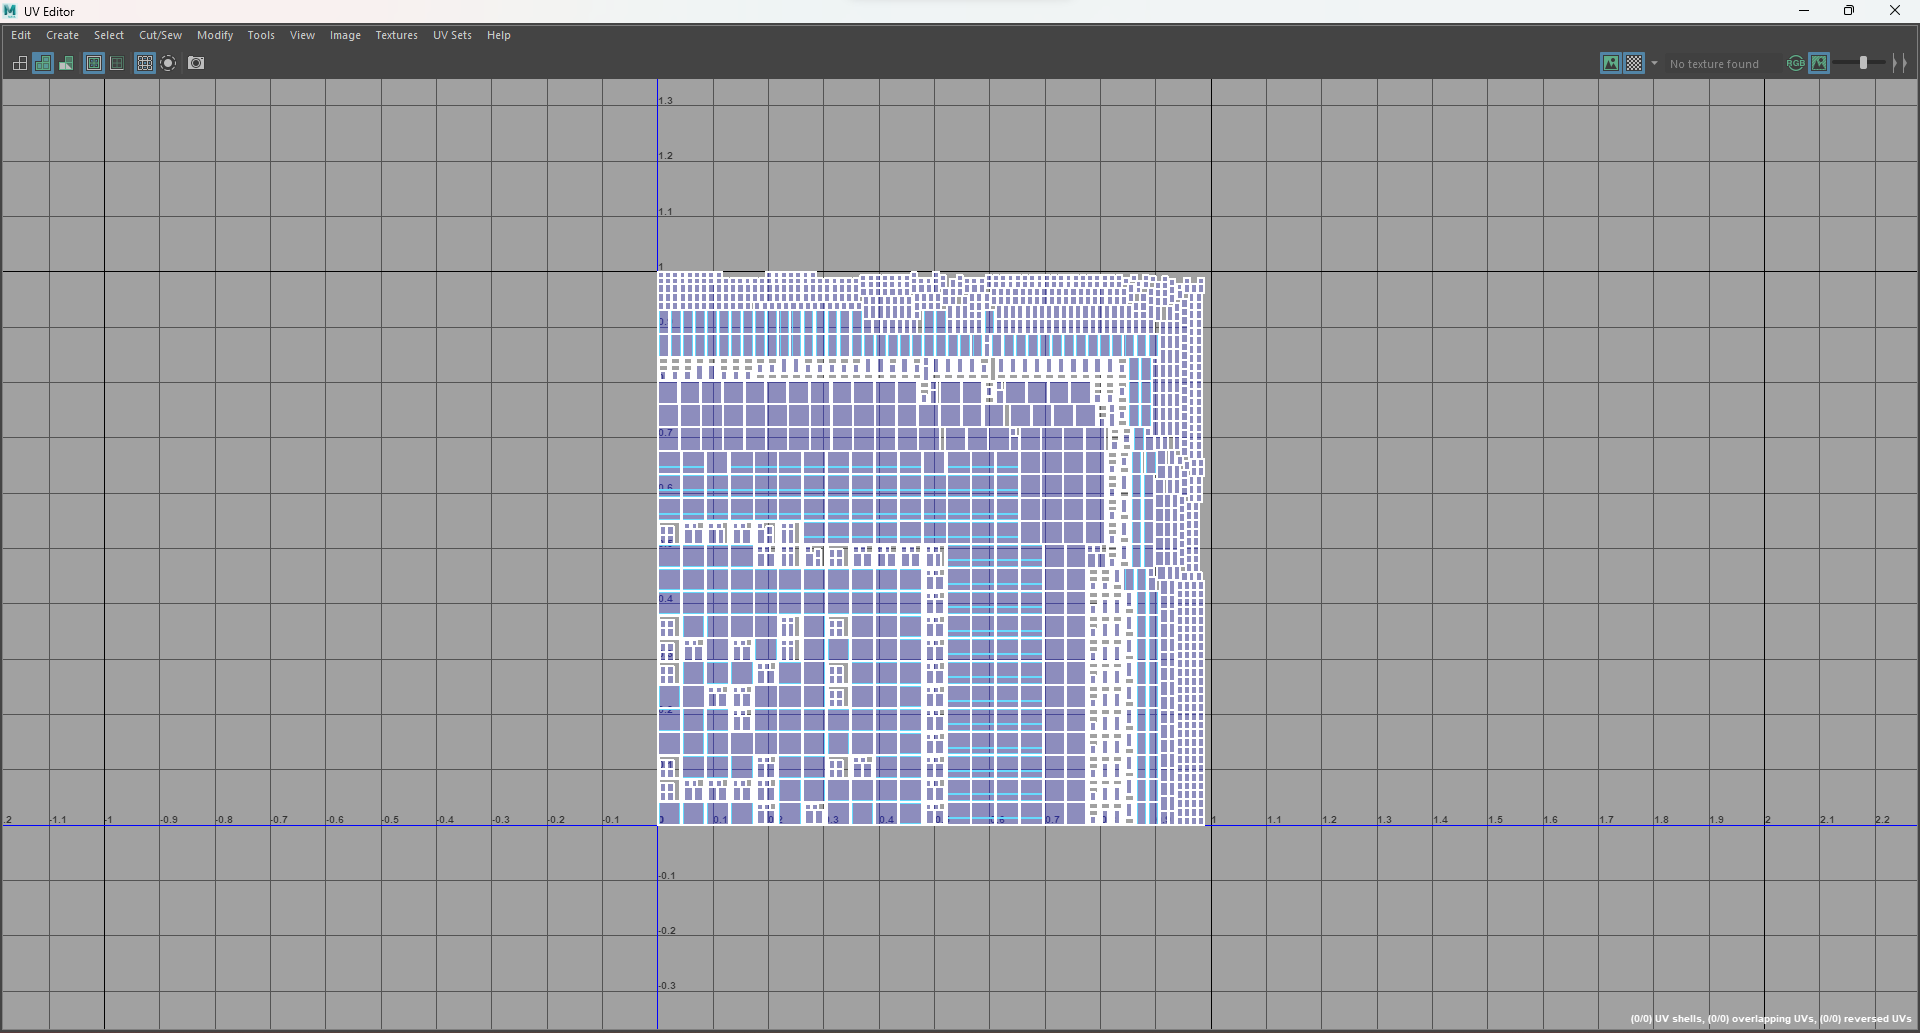 UV Editor
Edit Create Select Cut/Sew Modify Tools View Image Textures UV Sets Help
No texture found RGB
1.3
1.2
1.1
1
0.7
0.6
0.4
.2 -1.1 -1 -0.9 -0.8 -0.7 -0.6 -0.5 -0.4 -0.3 -0.2 -0.1 0.1 0.4 0.7 1 1.1 1.2 1.3 1.4 1.5 1.6 1.7 1.8 1.9 2 2.1 2.2
-0.1
-0.2
-0.3
(0/0) UV shells, (0/0) overlapping UVs, (0/0) reversed UVs